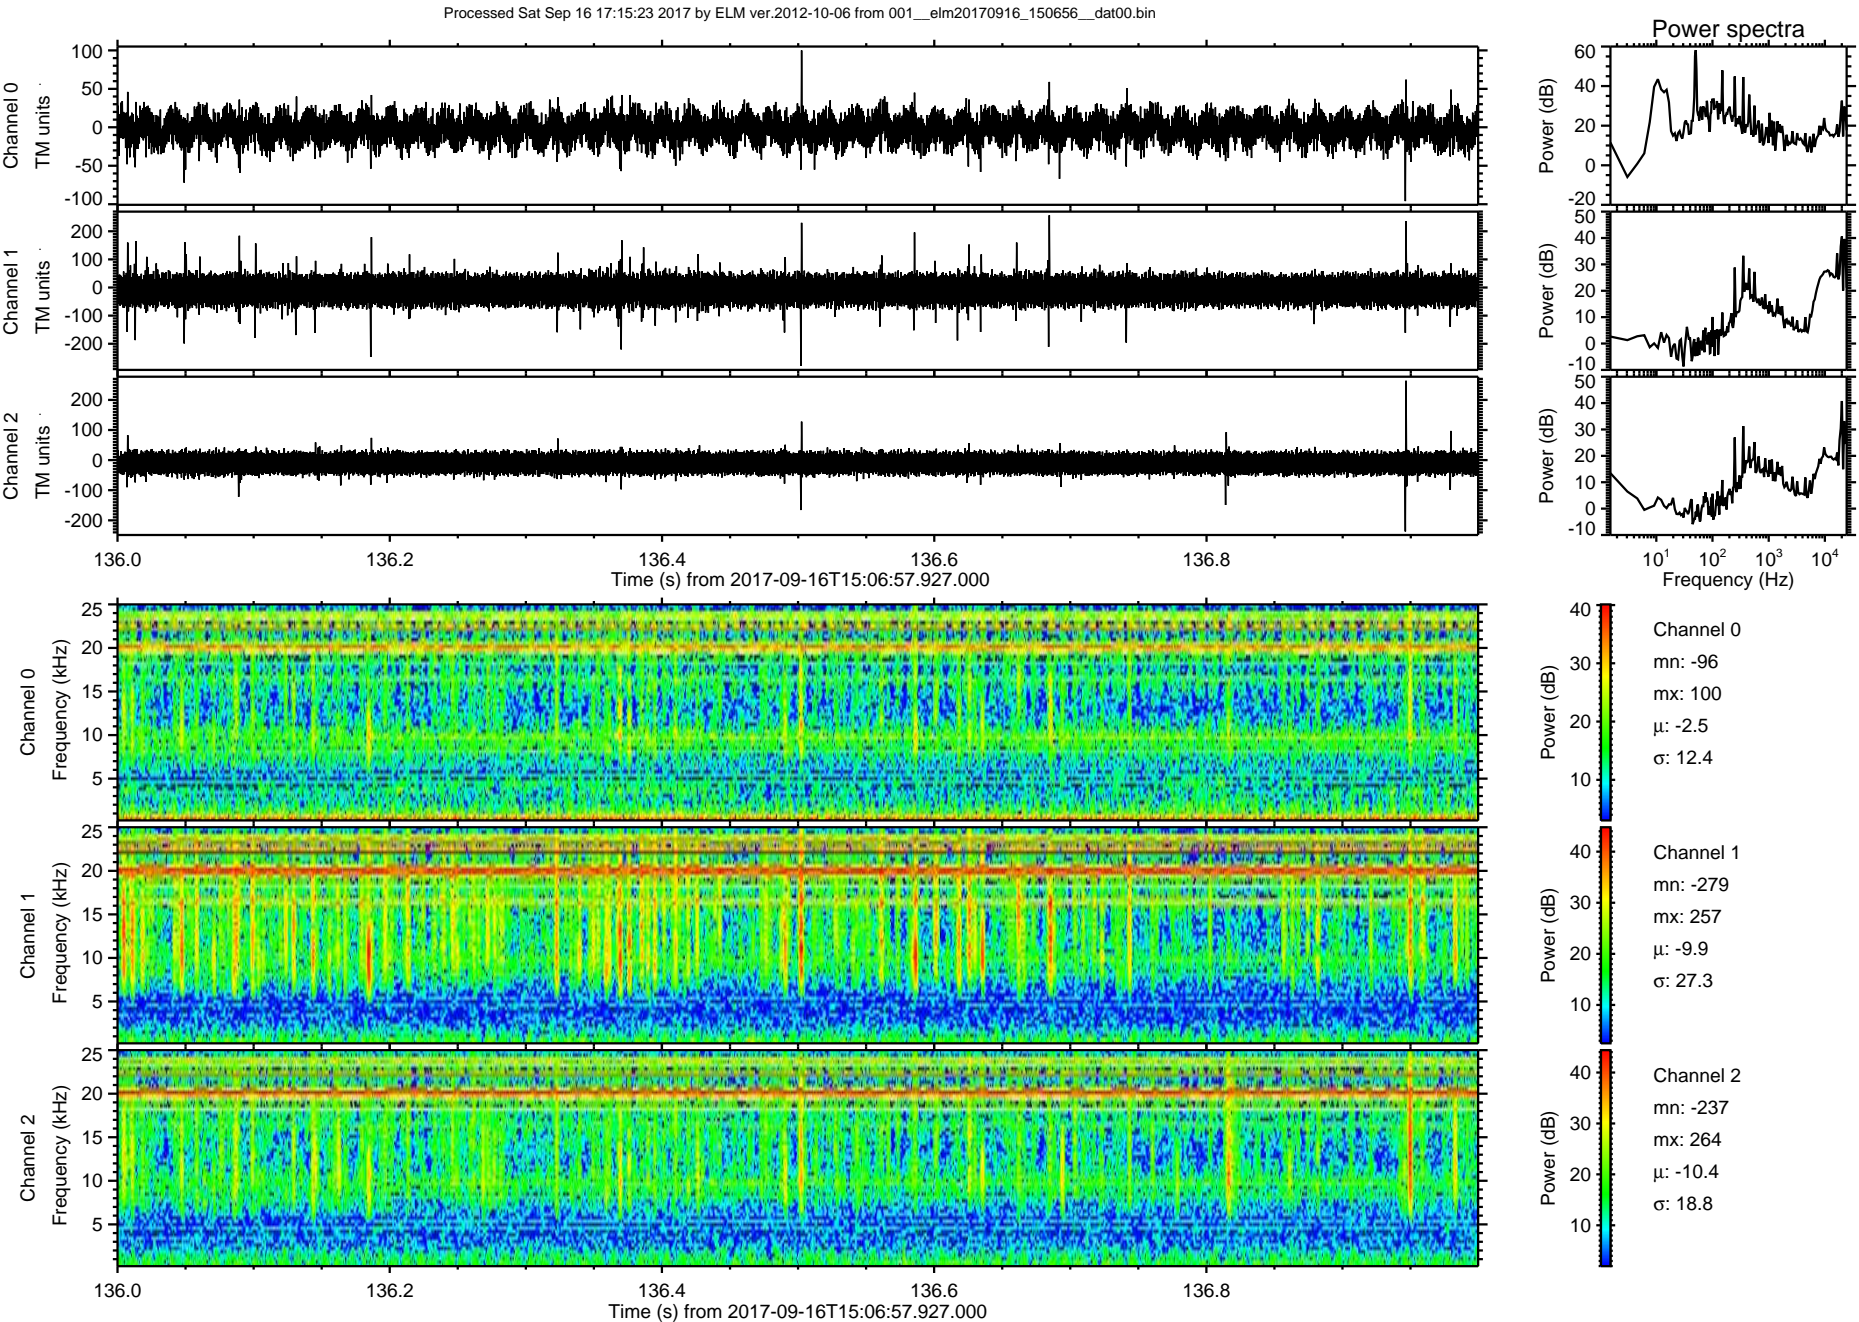 Processed Sat Sep 16 17:15:23 2017 by ELM ver.2012-10-06 from 001__elm20170916_150656__dat00.bin
Power spectra
Channel 0
TM units
100
50
0
-50
-100
Power (dB)
60
40
20
0
-20
Channel 1
TM units
200
100
0
-100
-200
Power (dB)
50
40
30
20
10
0
-10
Channel 2
TM units
200
100
0
-100
-200
Power (dB)
50
40
30
20
10
0
-10
136.0 136.2 136.4 136.6 136.8
Time (s) from 2017-09-16T15:06:57.927.000
10^1 10^2 10^3 10^4
Frequency (Hz)
Channel 0
Frequency (kHz)
25
20
15
10
5
Power (dB)
40
30
20
10
Channel 0
mn: -96
mx: 100
µ: -2.5
σ: 12.4
Channel 1
Frequency (kHz)
25
20
15
10
5
Power (dB)
40
30
20
10
Channel 1
mn: -279
mx: 257
µ: -9.9
σ: 27.3
Channel 2
Frequency (kHz)
25
20
15
10
5
Power (dB)
40
30
20
10
Channel 2
mn: -237
mx: 264
µ: -10.4
σ: 18.8
136.0 136.2 136.4 136.6 136.8
Time (s) from 2017-09-16T15:06:57.927.000